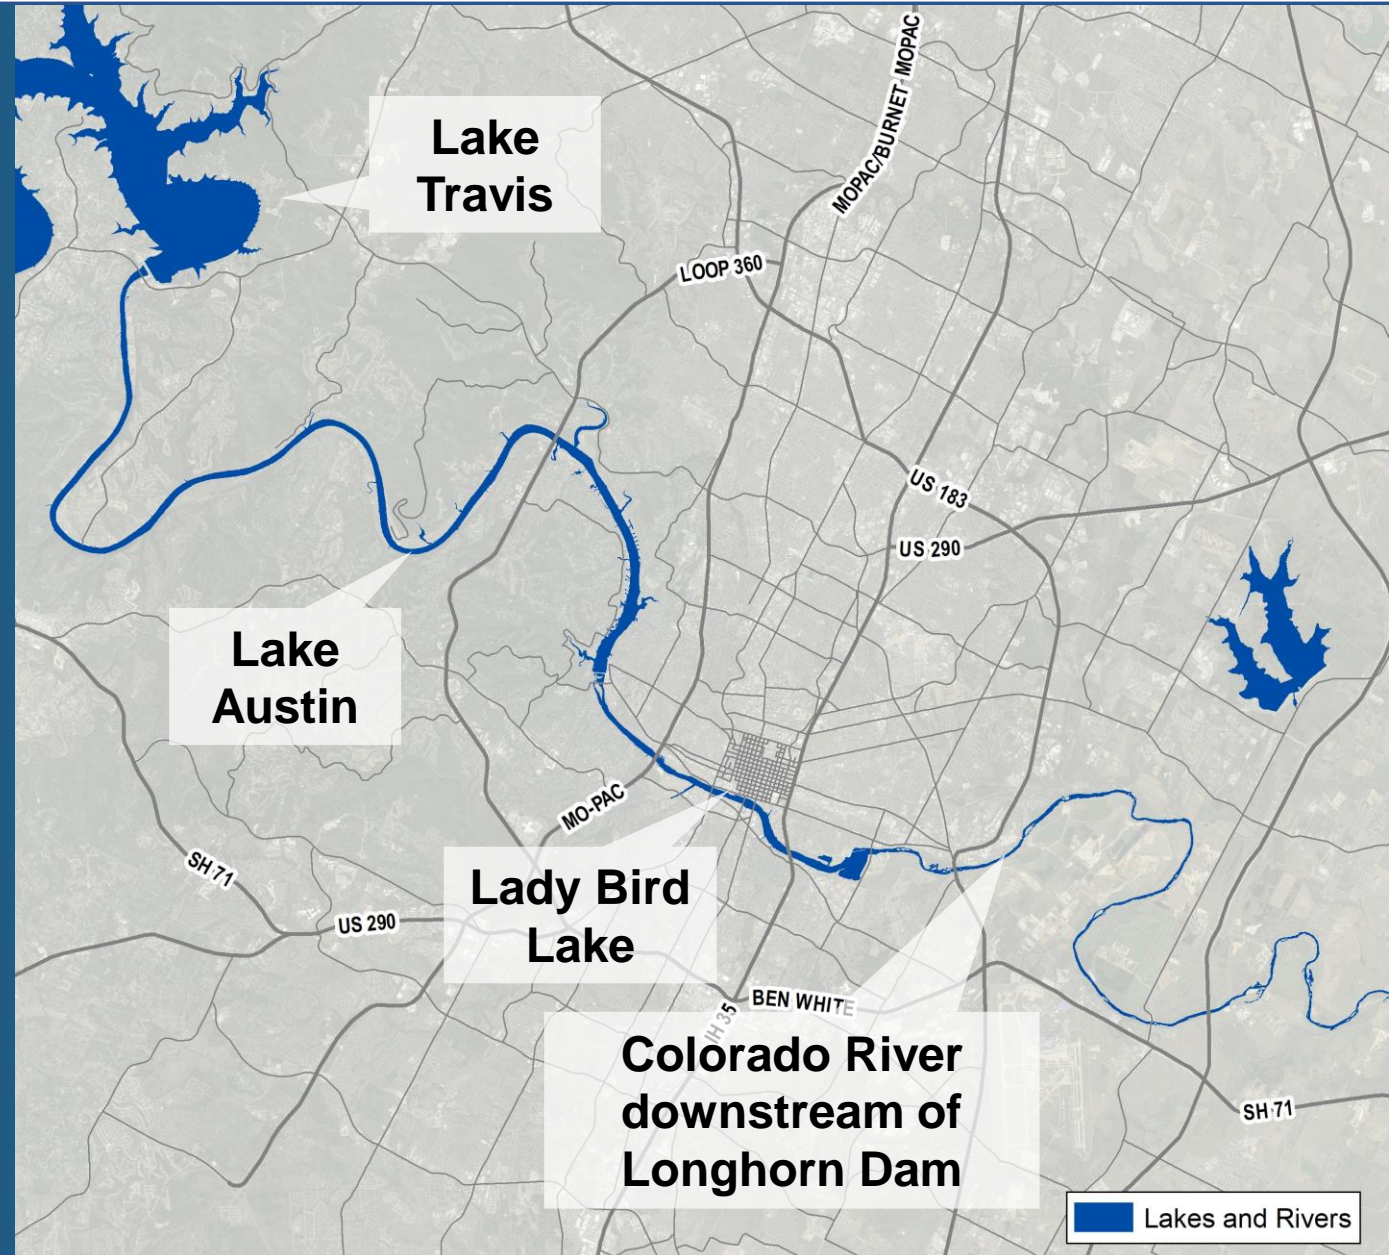 MOPAC/BURNET- MOPAC
Lake
Travis
LOOP 360
US 183
US 290
Lake
Austin
MO-PAC
SH 71
Lady Bird
Lake
US 290
BEN WHITE
IH 35
Colorado River
downstream of
Longhorn Dam
SH 71
Lakes and Rivers